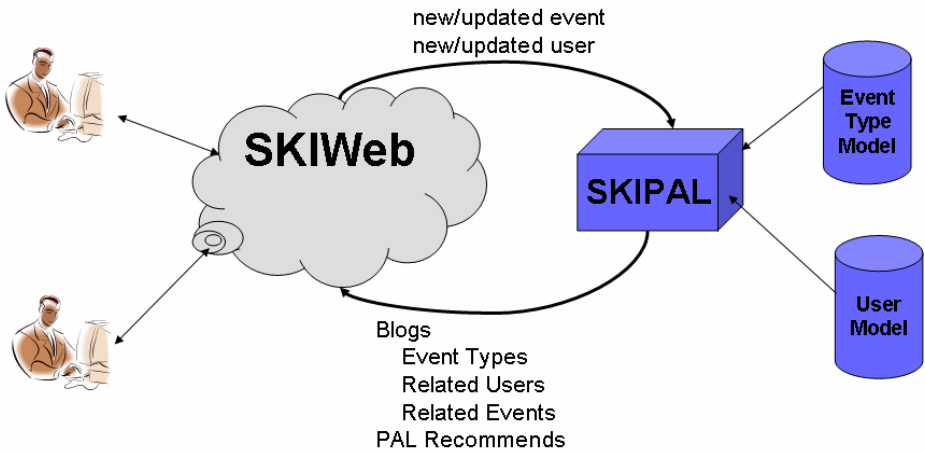 new/updated event
new/updated user
SKIWeb
SKIPAL
Event
Type
Model
User
Model
Blogs
Event Types
Related Users
Related Events
PAL Recommends